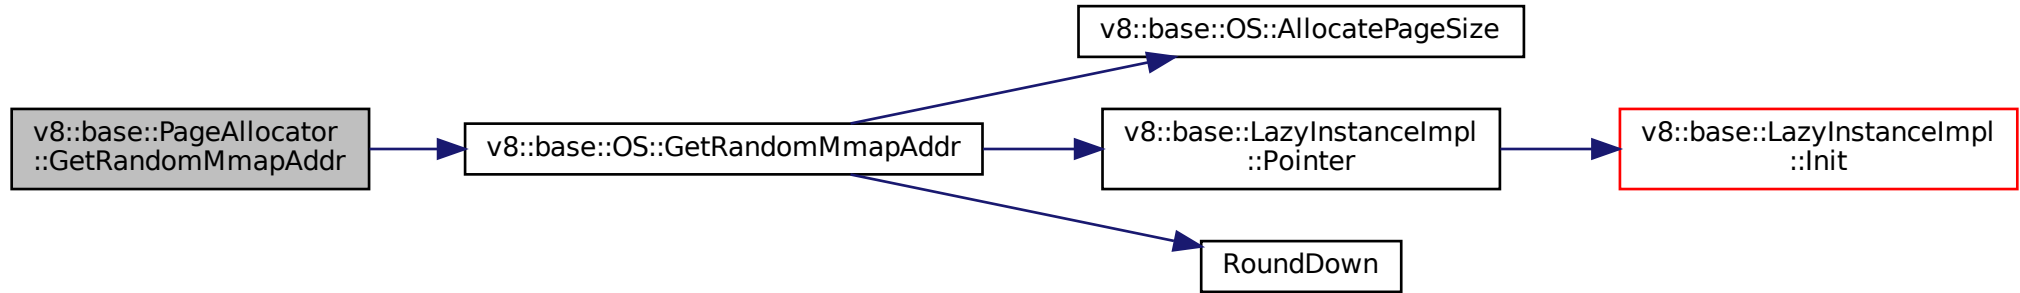 v8::base::PageAllocator
::GetRandomMmapAddr
v8::base::OS::GetRandomMmapAddr
v8::base::OS::AllocatePageSize
v8::base::LazyInstanceImpl
::Pointer
v8::base::LazyInstanceImpl
::Init
RoundDown